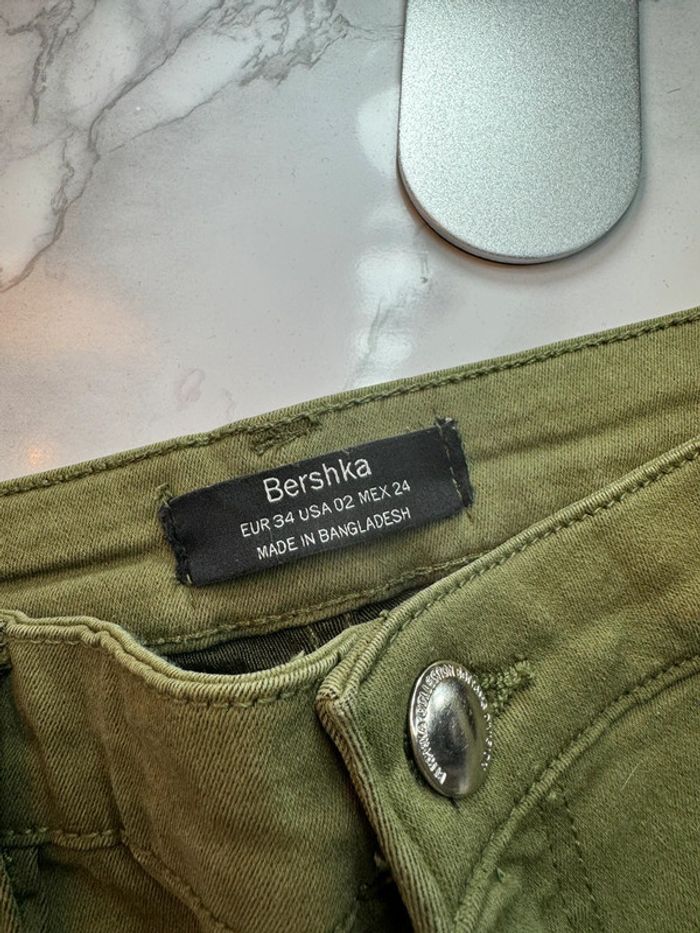 Bershka
EUR 34 USA 02 MEX 24
MADE IN BANGLADESH